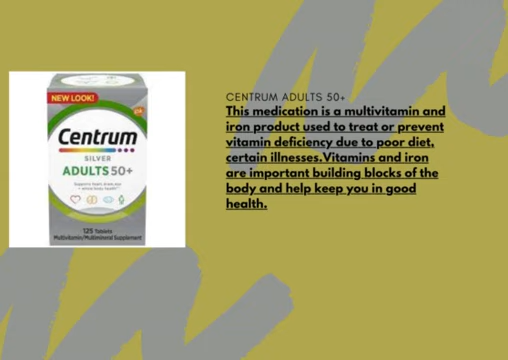 NEW LOOK!
Centrum
SILVER
ADULTS 50+
125 Tablets
Multivitamin/Multimineral Supplement
CENTRUM ADULTS 50+
This medication is a multivitamin and
iron product used to treat or prevent
vitamin deficiency due to poor diet,
certain illnesses.Vitamins and iron
are important building blocks of the
body and help keep you in good
health.